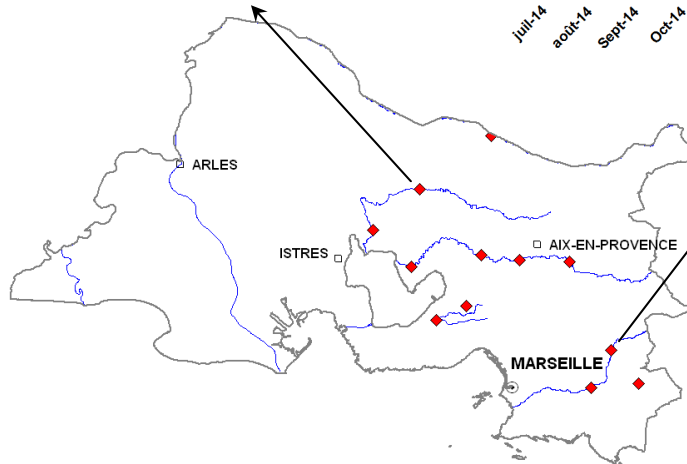 juil-14
août-14
Sept-14
Oct-14
ARLES
AIX-EN-PROVENCE
ISTRES
MARSEILLE